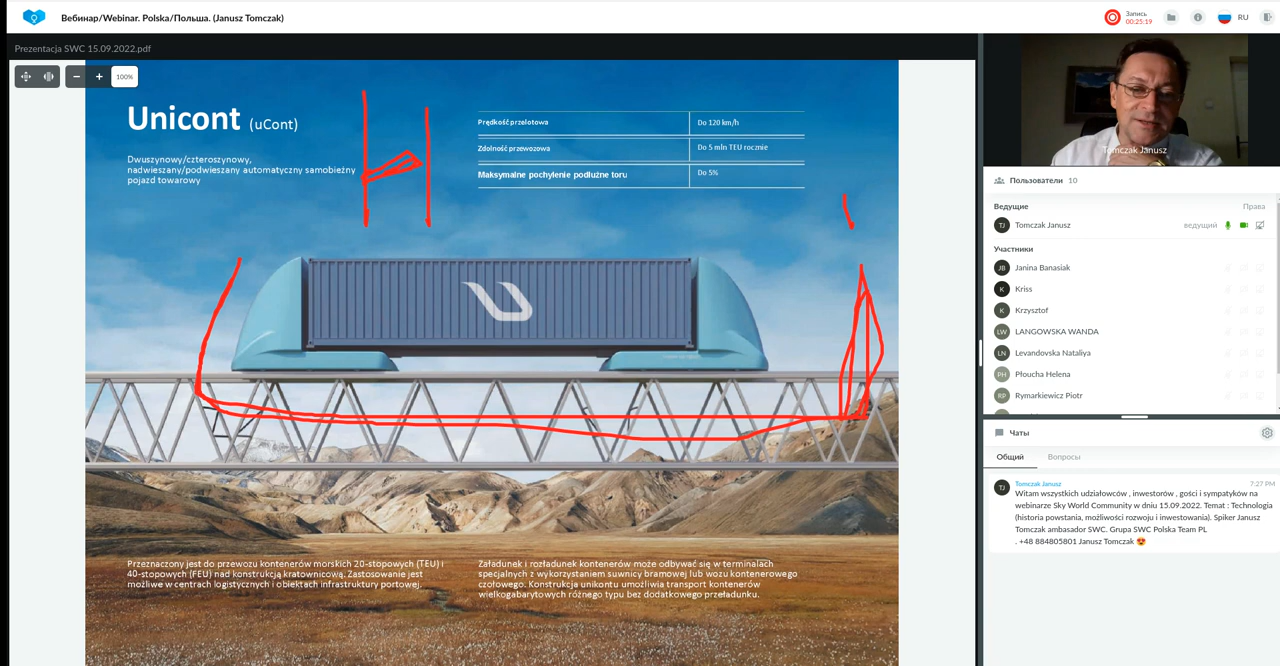 Вебинар/Webinar. Polska/Польша. (Janusz Tomczak)
Запись
00:25:19
RU
Prezentacja SWC 15.09.2022.pdf
100%
Unicont (uCont)
Dwuszynowy/czteroszynowy,
nadwieszany/podwieszany automatyczny samobieżny
pojazd towarowy
Prędkość przelotowa
Do 120 km/h
Zdolność przewozowa
Do 5 mln TEU rocznie
Maksymalne pochylenie podłużne toru
Do 5%
Przeznaczony jest do przewozu kontenerów morskich 20-stopowych (TEU) i
40-stopowych (FEU) nad konstrukcją kratownicową. Zastosowanie jest
możliwe w centrach logistycznych i obiektach infrastruktury portowej.
Załadunek i rozładunek kontenerów może odbywać się w terminalach
specjalnych z wykorzystaniem suwnicy bramowej lub wozu kontenerowego
czołowego. Konstrukcja unikontu umożliwia transport kontenerów
wielkogabarytowych różnego typu bez dodatkowego przeładunku.
Tomczak Janusz
Пользователи 10
Ведущие
Права
TJ Tomczak Janusz ведущий
Участники
JB Janina Banasiak
K Kriss
K Krzysztof
LW LANGOWSKA WANDA
LN Levandovska Nataliya
PH Płoucha Helena
RP Rymarkiewicz Piotr
Чаты
Общий Вопросы
TJ Tomczak Janusz 7:27 PM
Witam wszystkich udziałowców , inwestorów , gości i sympatyków na
webinarze Sky World Community w dniu 15.09.2022. Temat : Technologia
(historia powstania, możliwości rozwoju i inwestowania). Spiker Janusz
Tomczak ambasador SWC. Grupa SWC Polska Team PL
. +48 884805801 Janusz Tomczak 😍